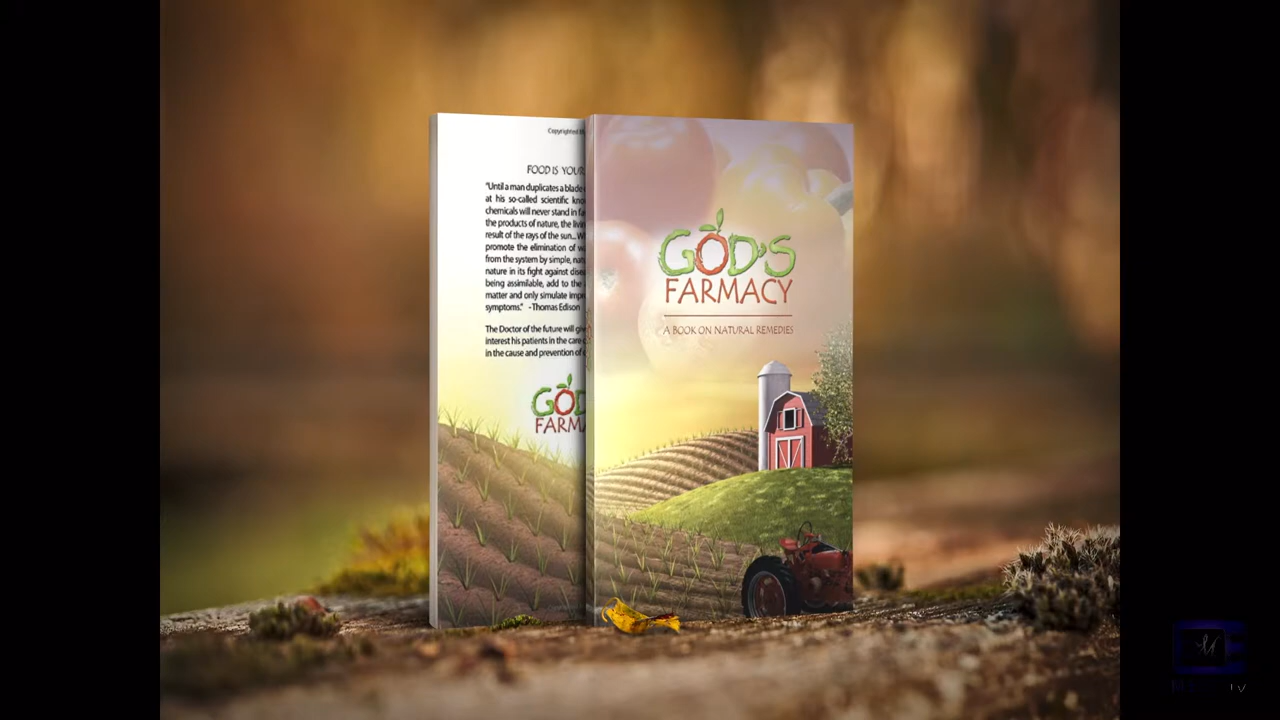 Copyrighted
FOOD IS YOUR
"Until a man duplicates a blade
at his so-called scientific
chemicals will never stand in
the products of nature, the
result of the rays of the sun...
promote the elimination of
from the system by simple,
nature in its fight against
being assimilable, add to the
matter and only simulate
symptoms." -Thomas Edison
The Doctor of the future will
interest his patients in the care
in the cause and prevention of
GOD
FARM
GOD'S
FARMACY
A BOOK ON NATURAL REMEDIES
TV